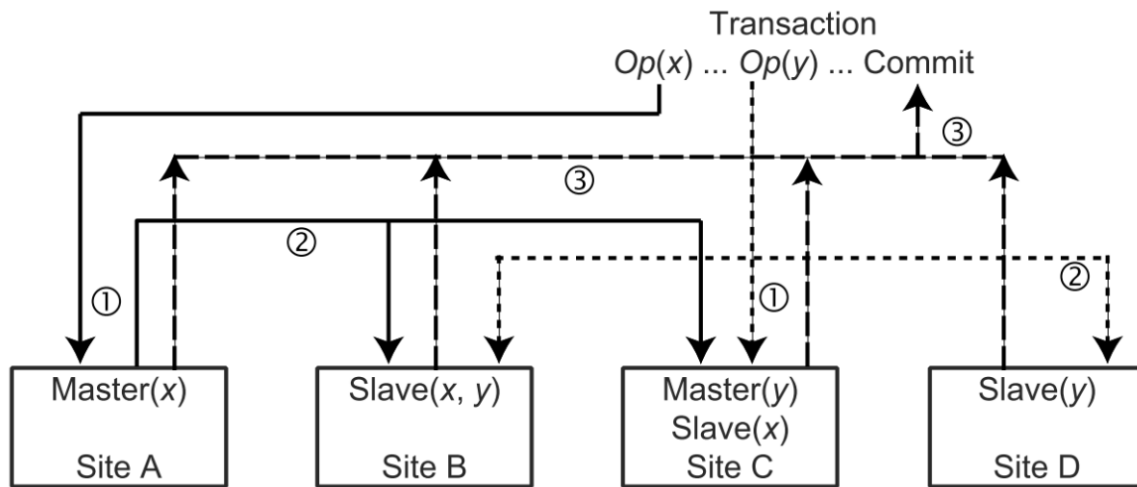 Transaction
Op(x) ... Op(y) ... Commit
③
③
②
②
①
①
Master(x)
Site A
Slave(x, y)
Site B
Master(y)
Slave(x)
Site C
Slave(y)
Site D